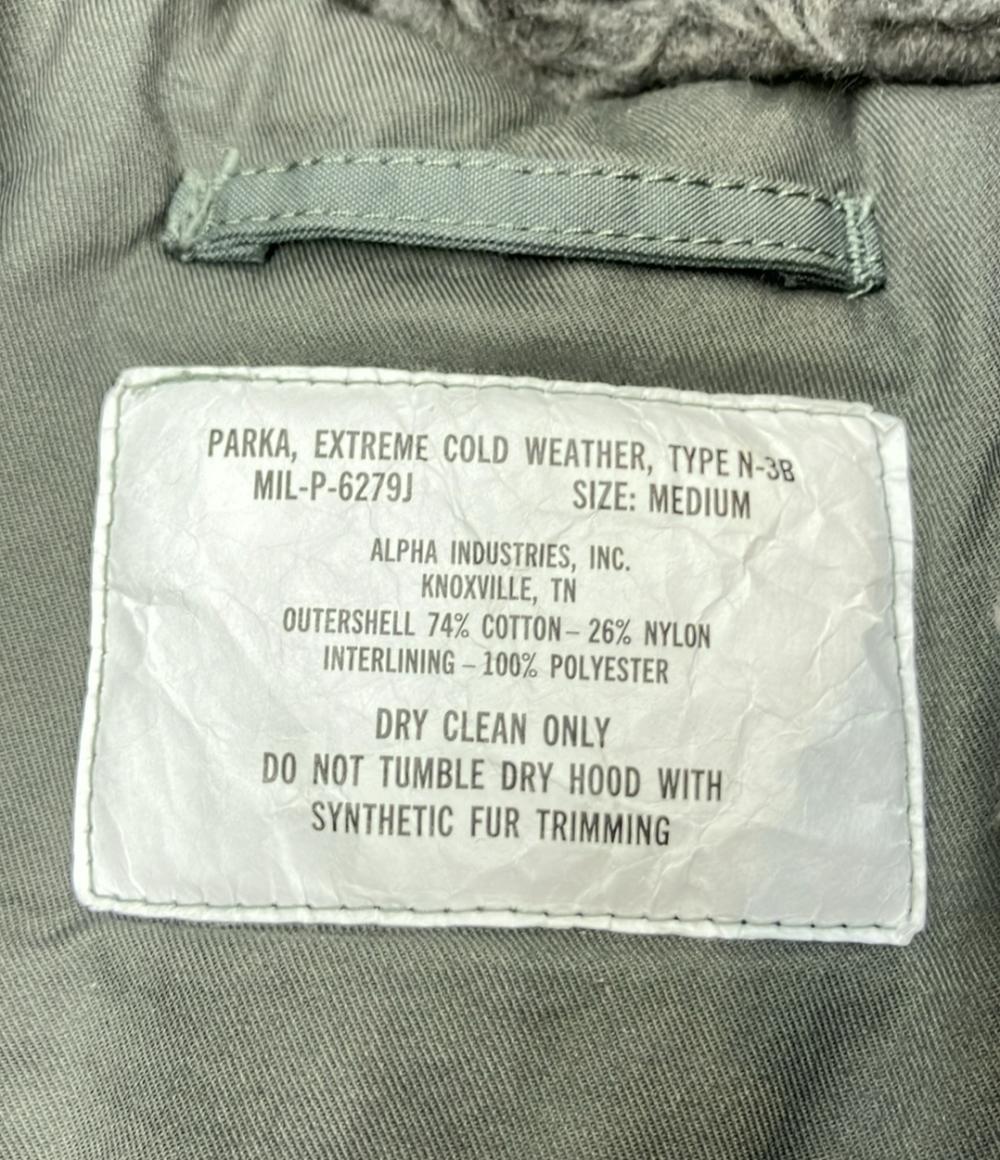 PARKA, EXTREME COLD WEATHER, TYPE N-3B
MIL-P-6279J SIZE: MEDIUM
ALPHA INDUSTRIES, INC.
KNOXVILLE, TN
OUTERSHELL 74% COTTON – 26% NYLON
INTERLINING – 100% POLYESTER
DRY CLEAN ONLY
DO NOT TUMBLE DRY HOOD WITH
SYNTHETIC FUR TRIMMING